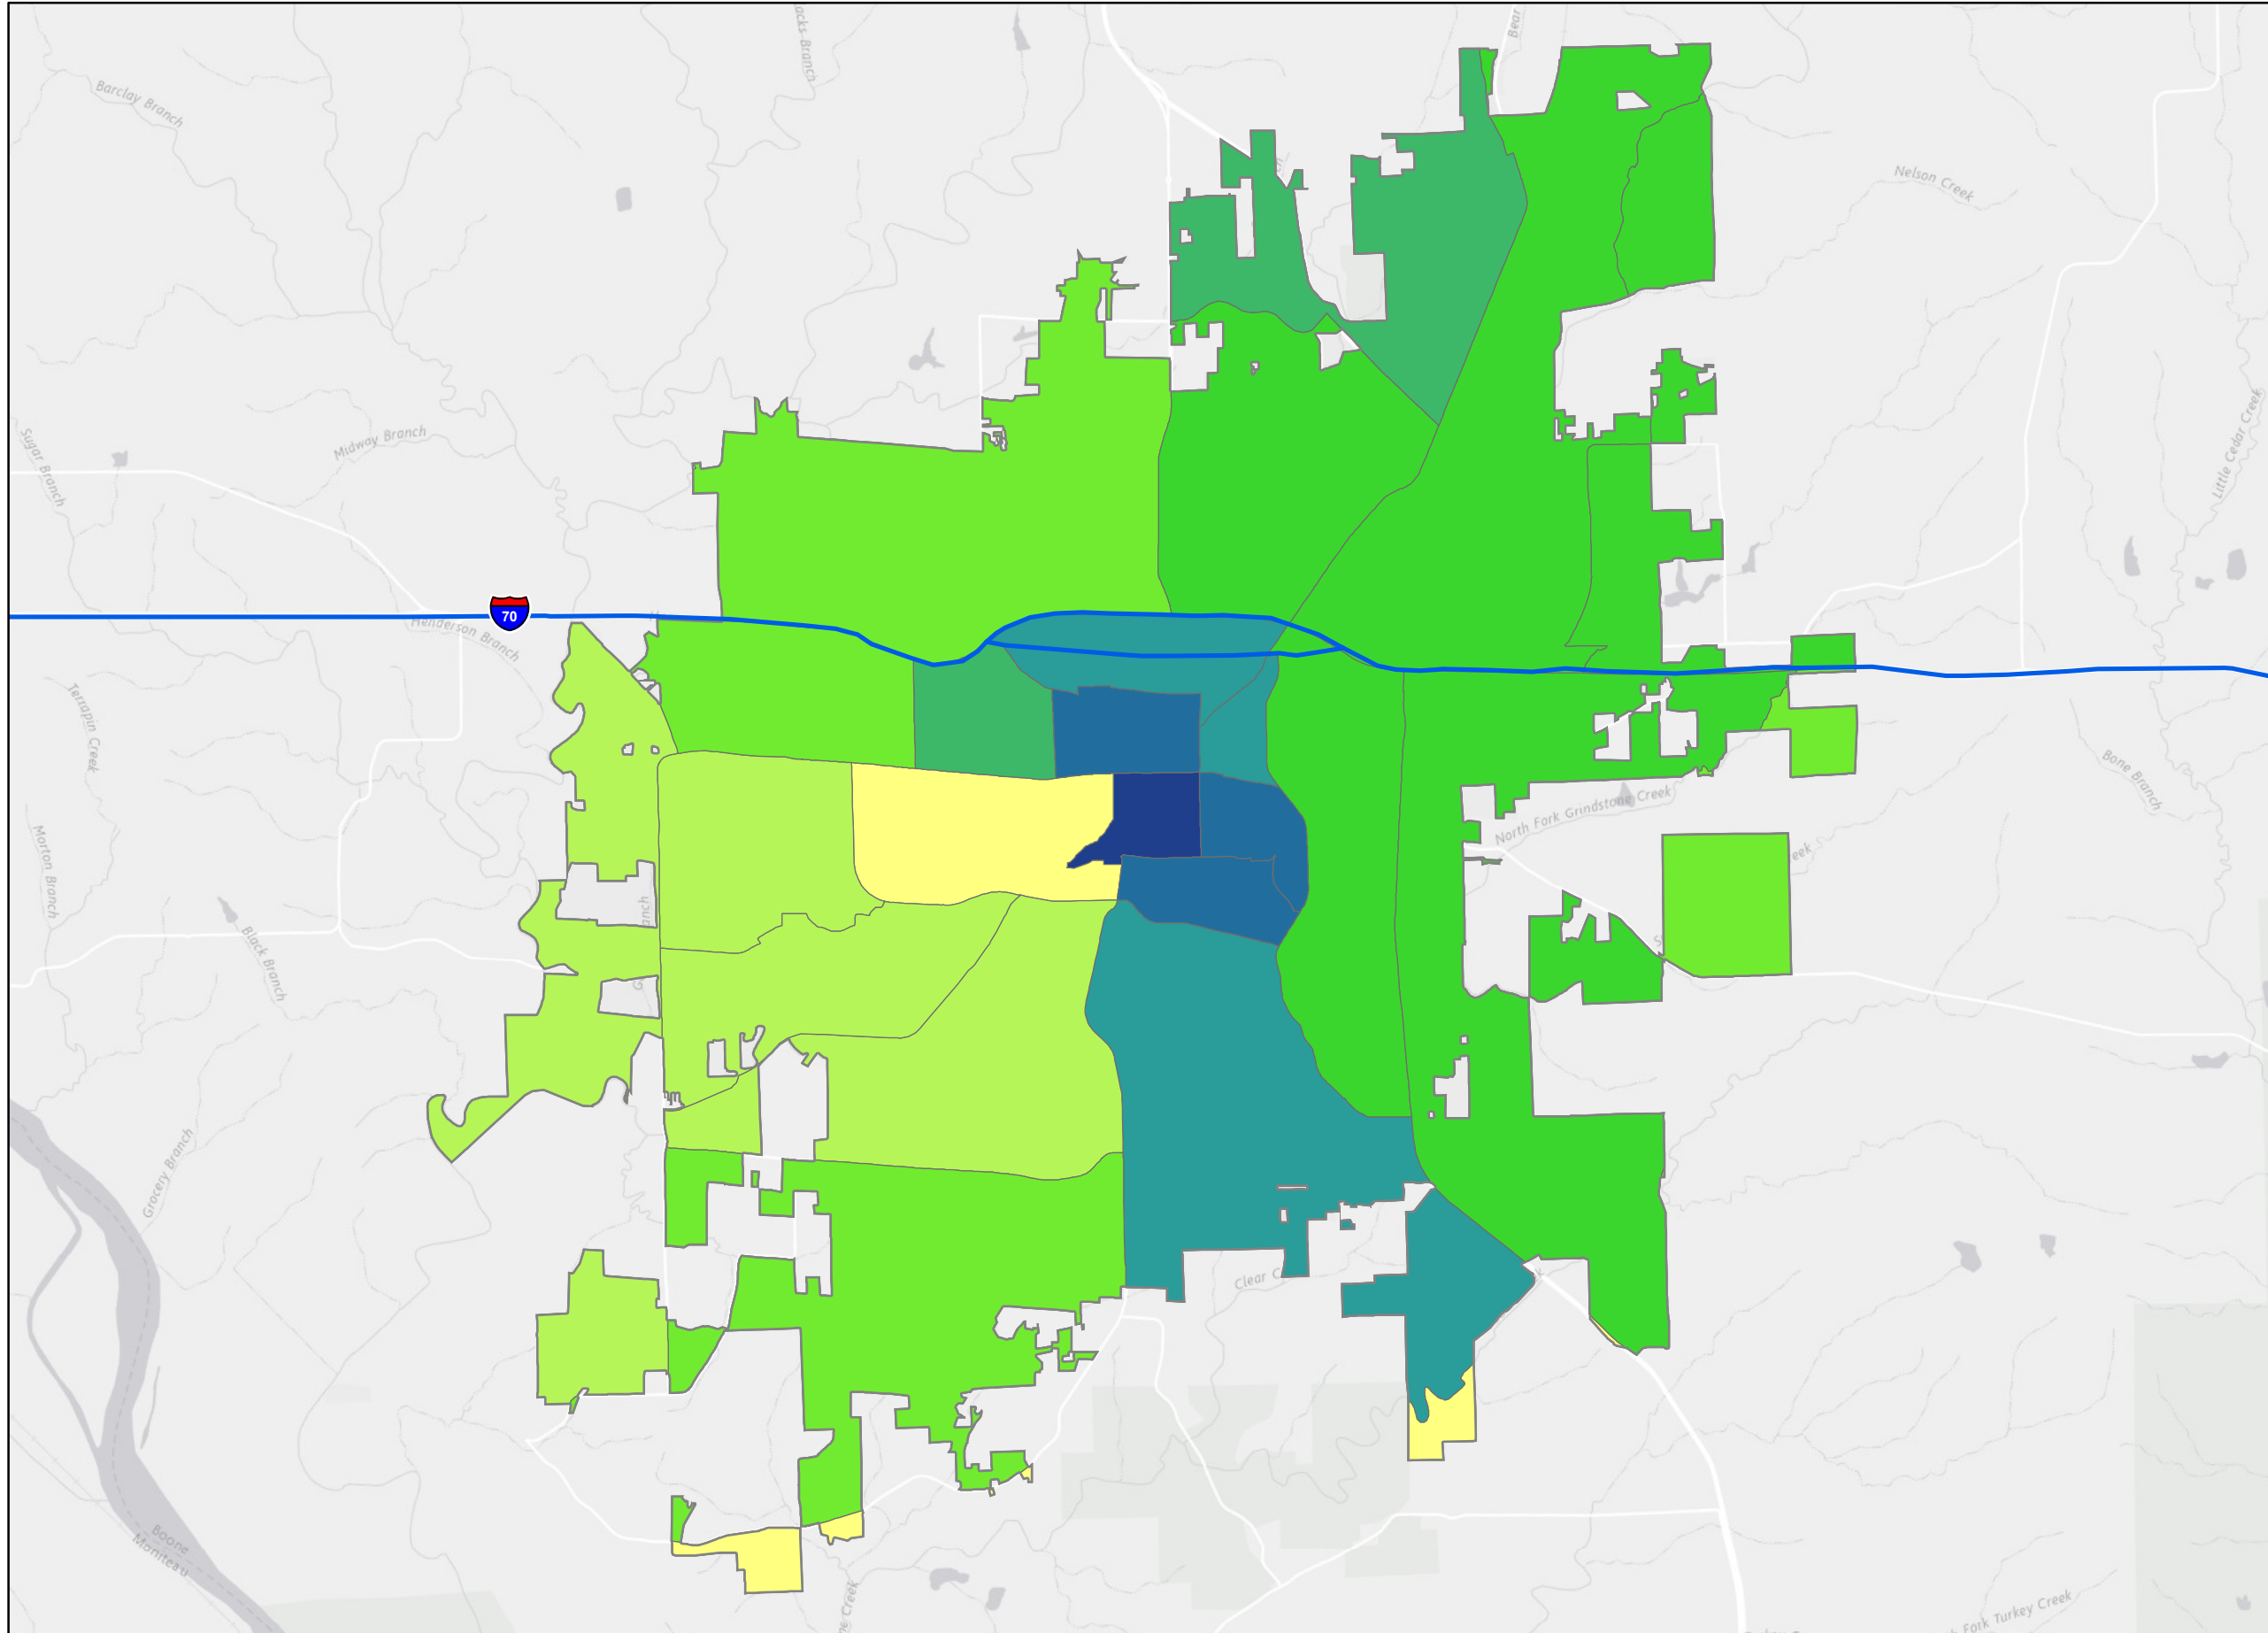 Bear
Barclay Branch
Nelson Creek
Midway Branch
Sugar Branch
Little Cedar Creek
70
Henderson Branch
Terrapin Creek
Bone Branch
North Fork Grindstone Creek
Morton Branch
Black Branch
Grocery Branch
Boone
Moniteau
Fork Turkey Creek